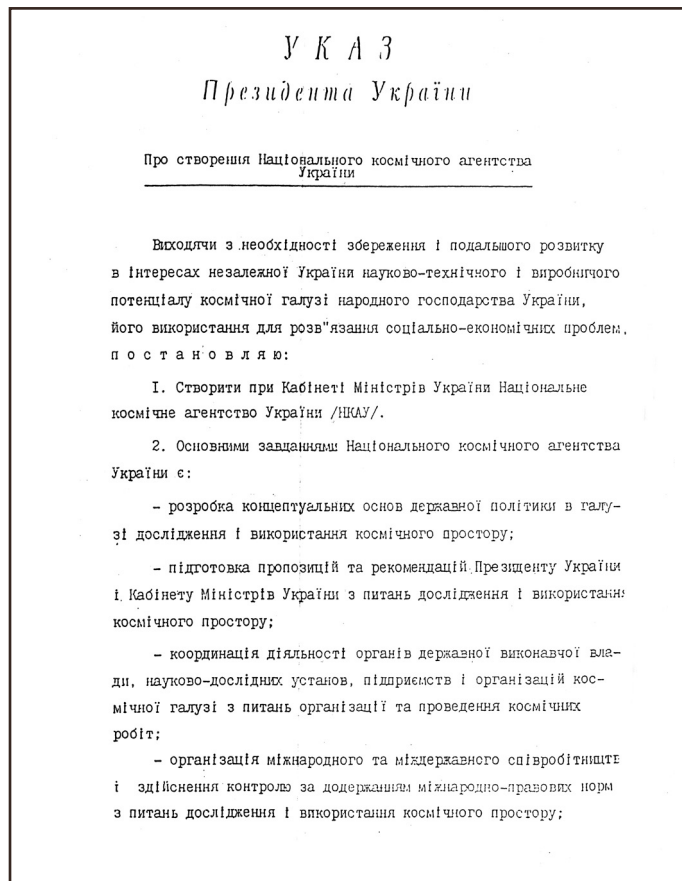 У К А З
Президента України
Про створення Національного космічного агентства
України
Виходячи з необхідності збереження і подальшого розвитку
в інтересах незалежної України науково-технічного і виробничого
потенціалу космічної галузі народного господарства України,
його використання для розв"язання соціально-економічних проблем,
п о с т а н о в л я ю:
I. Створити при Кабінеті Міністрів України Національне
космічне агентство України /НКАУ/.
2. Основними завданнями Національного космічного агентства
України є:
- розробка концептуальних основ державної політики в галу-
зі дослідження і використання космічного простору;
- підготовка пропозицій та рекомендацій Президенту України
і Кабінету Міністрів України з питань дослідження і використання
космічного простору;
- координація діяльності органів державної виконавчої вла-
ди, науково-дослідних установ, підприємств і організацій кос-
мічної галузі з питань організації та проведення космічних
робіт;
- організація міжнародного та міждержавного співробітництв
і здійснення контролю за додержанням міжнародно-правових норм
з питань дослідження і використання космічного простору;